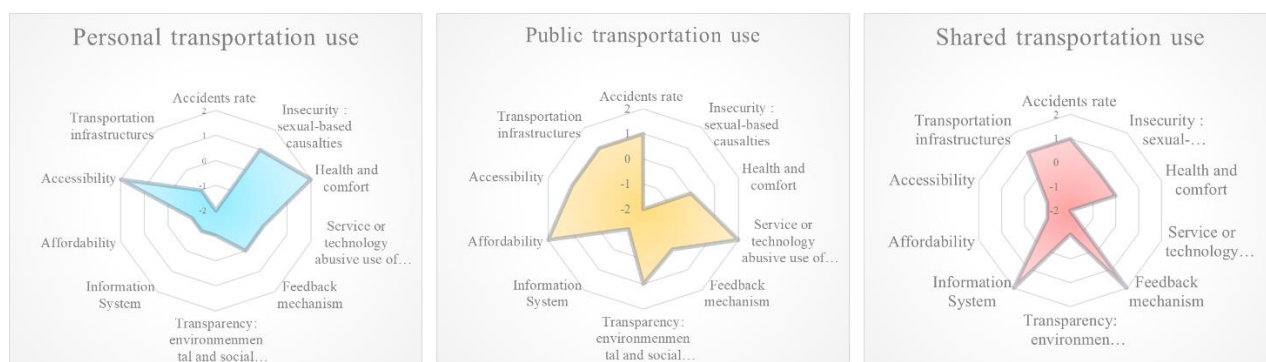 Personal transportation use
Accidents rate
2
1
0
-1
-2
Insecurity :
sexual-based
causalties
Health and
comfort
Service or
technology
abusive use of…
Feedback
mechanism
Transparency:
environmenmen
tal and social…
Information
System
Affordability
Accessibility
Transportation
infrastructures
Public transportation use
Accidents rate
2
1
0
-1
-2
Insecurity :
sexual-based
causalties
Health and
comfort
Service or
technology
abusive use of…
Feedback
mechanism
Transparency:
environmenmen
tal and social…
Information
System
Affordability
Accessibility
Transportation
infrastructures
Shared transportation use
Accidents rate
2
1
0
-1
-2
Insecurity :
sexual-…
Health and
comfort
Service or
technology…
Feedback
mechanism
Transparency:
environmen…
Information
System
Affordability
Accessibility
Transportation
infrastructures